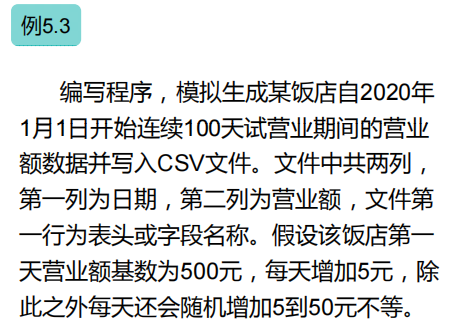 例5.3
编写程序，模拟生成某饭店自2020年
1月1日开始连续100天试营业期间的营业
额数据并写入CSV文件。文件中共两列，
第一列为日期，第二列为营业额，文件第
一行为表头或字段名称。假设该饭店第一
天营业额基数为500元，每天增加5元，除
此之外每天还会随机增加5到50元不等。